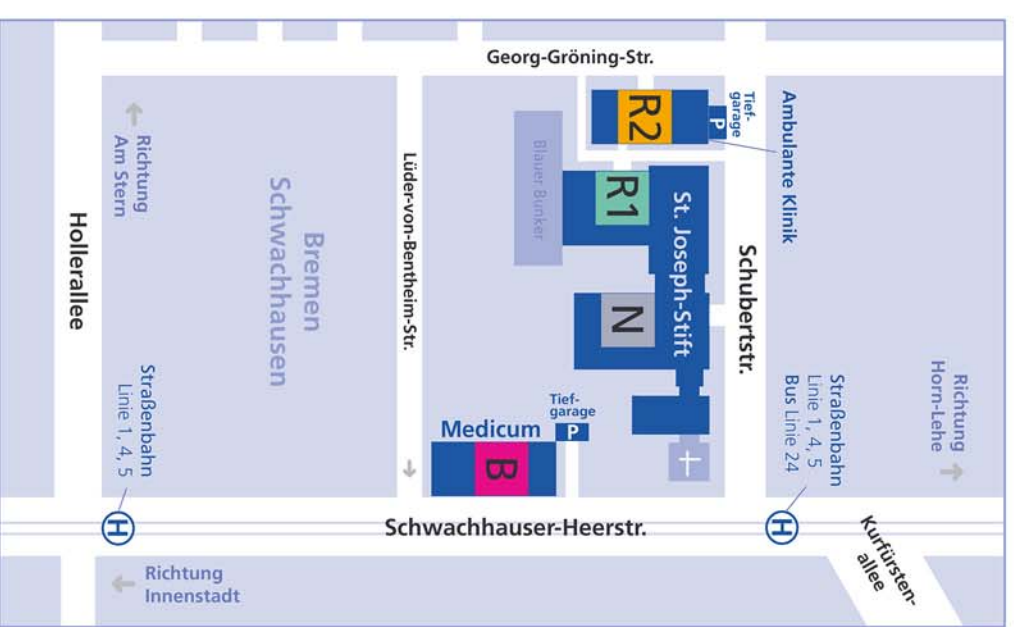 Georg-Gröning-Str.
R2
Tief-
garage
P
Ambulante Klinik
Richtung
Am Stern
Hollerallee
Bremen
Schwachhausen
Lüder-von-Bentheim-Str.
Blauer Bunker
R1
St. Joseph-Stift
N
Schubertstr.
Richtung
Horn-Lehe
Straßenbahn
Linie 1, 4, 5
H
Tief-
garage
P
Medicum
B
Straßenbahn
Linie 1, 4, 5
Bus Linie 24
H
Schwachhauser-Heerstr.
Kurfürsten-
allee
Richtung
Innenstadt